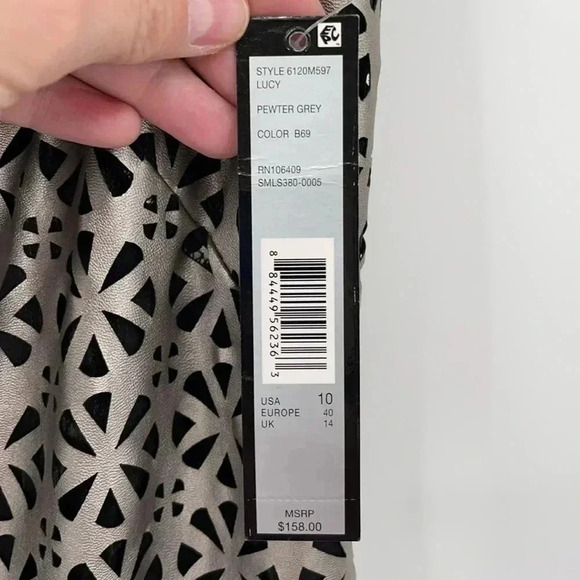 STYLE 6120M597
LUCY
PEWTER GREY
COLOR B69
RN106409
SMLS380-0005
8 84449 56236 3
USA 10
EUROPE 40
UK 14
MSRP
$158.00